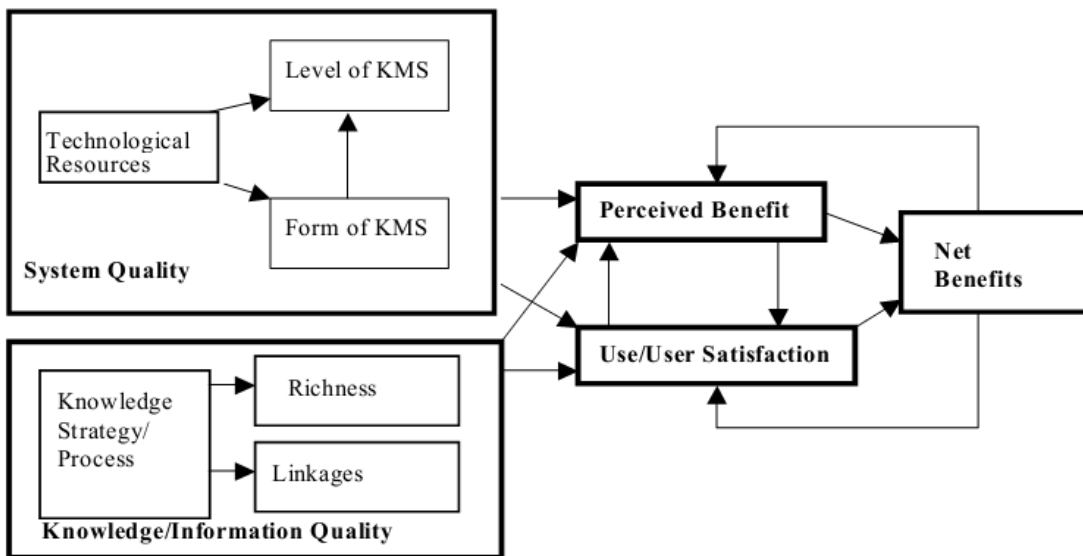 Level of KMS
Technological
Resources
Form of KMS
System Quality
Knowledge
Strategy/
Process
Richness
Linkages
Knowledge/Information Quality
Perceived Benefit
Use/User Satisfaction
Net
Benefits